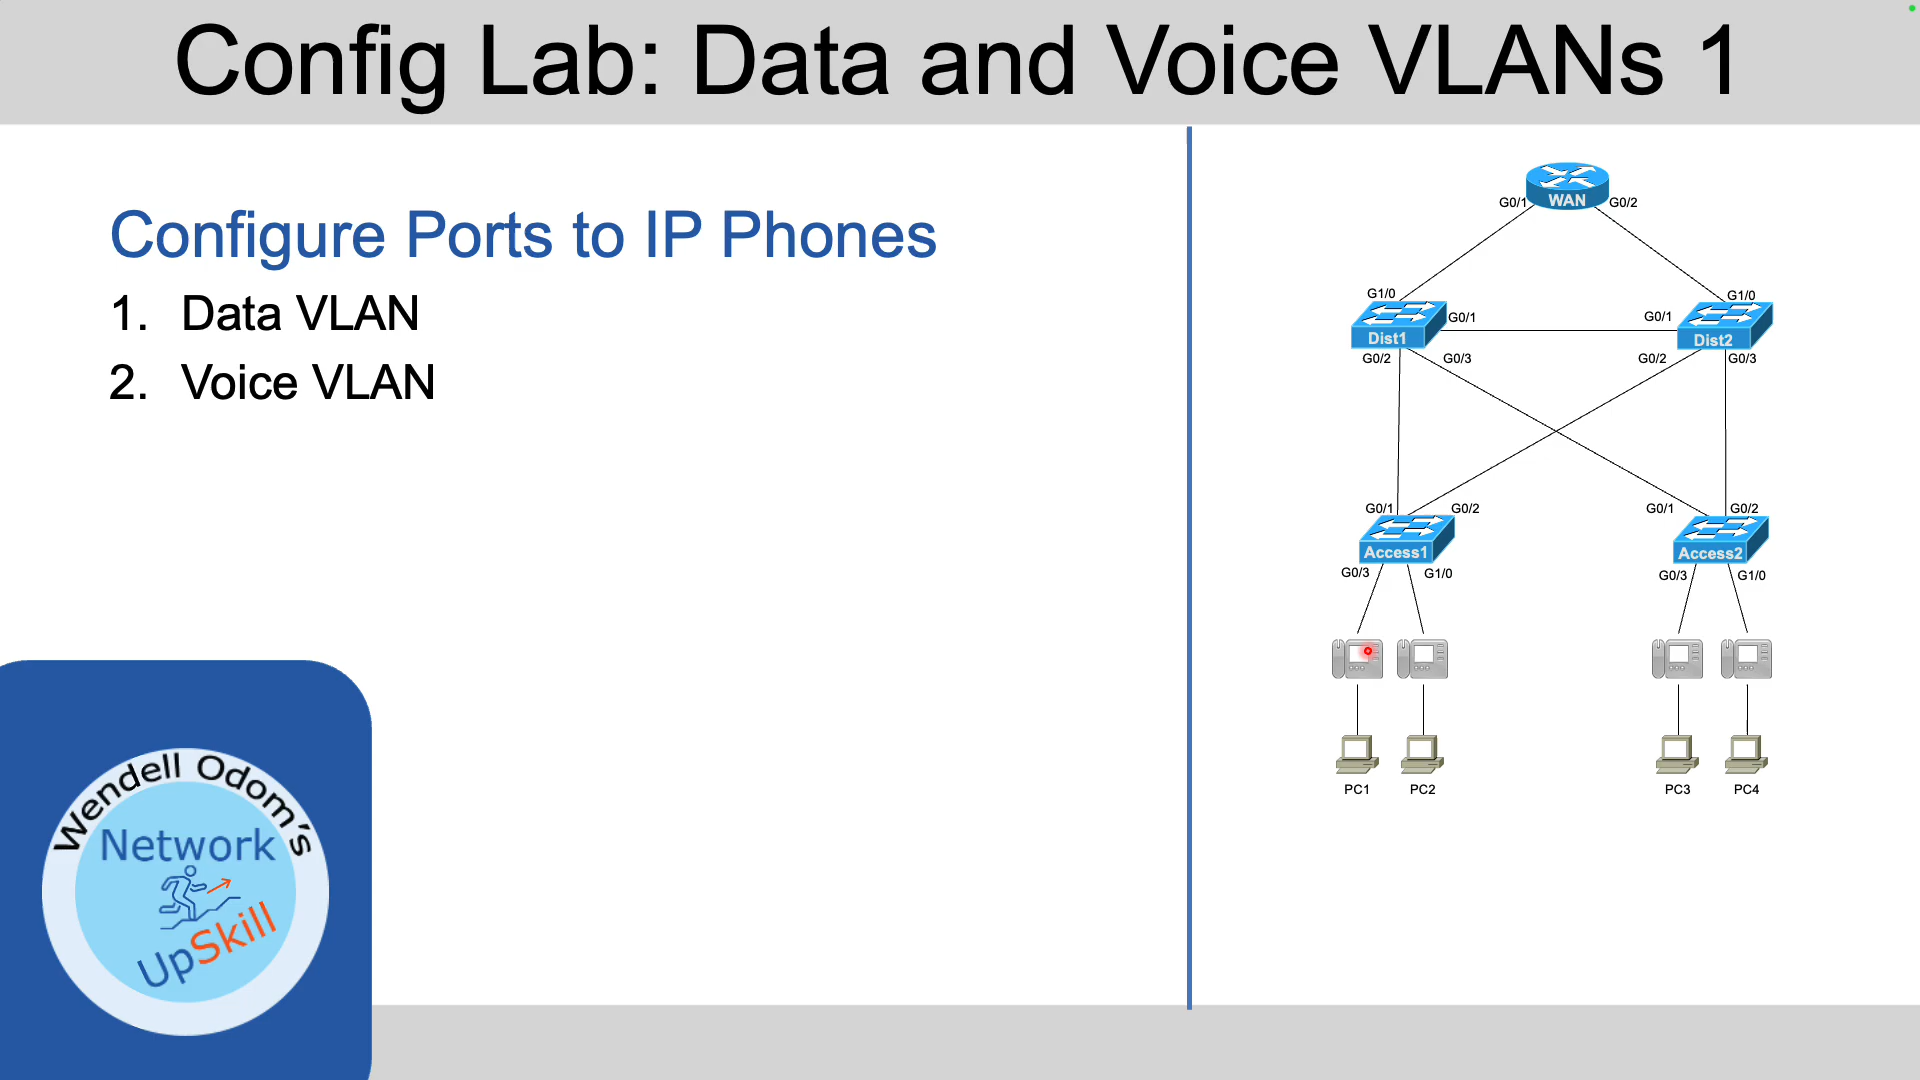 Config Lab: Data and Voice VLANs 1
Configure Ports to IP Phones
1. Data VLAN
2. Voice VLAN
Wendell Odom's
Network
UpSkill
WAN
G0/1 G0/2
G1/0 G1/0
Dist1 G0/1 G0/1 Dist2
G0/2 G0/3 G0/2 G0/3
G0/1 G0/2 G0/1 G0/2
Access1 Access2
G0/3 G1/0 G0/3 G1/0
PC1 PC2 PC3 PC4